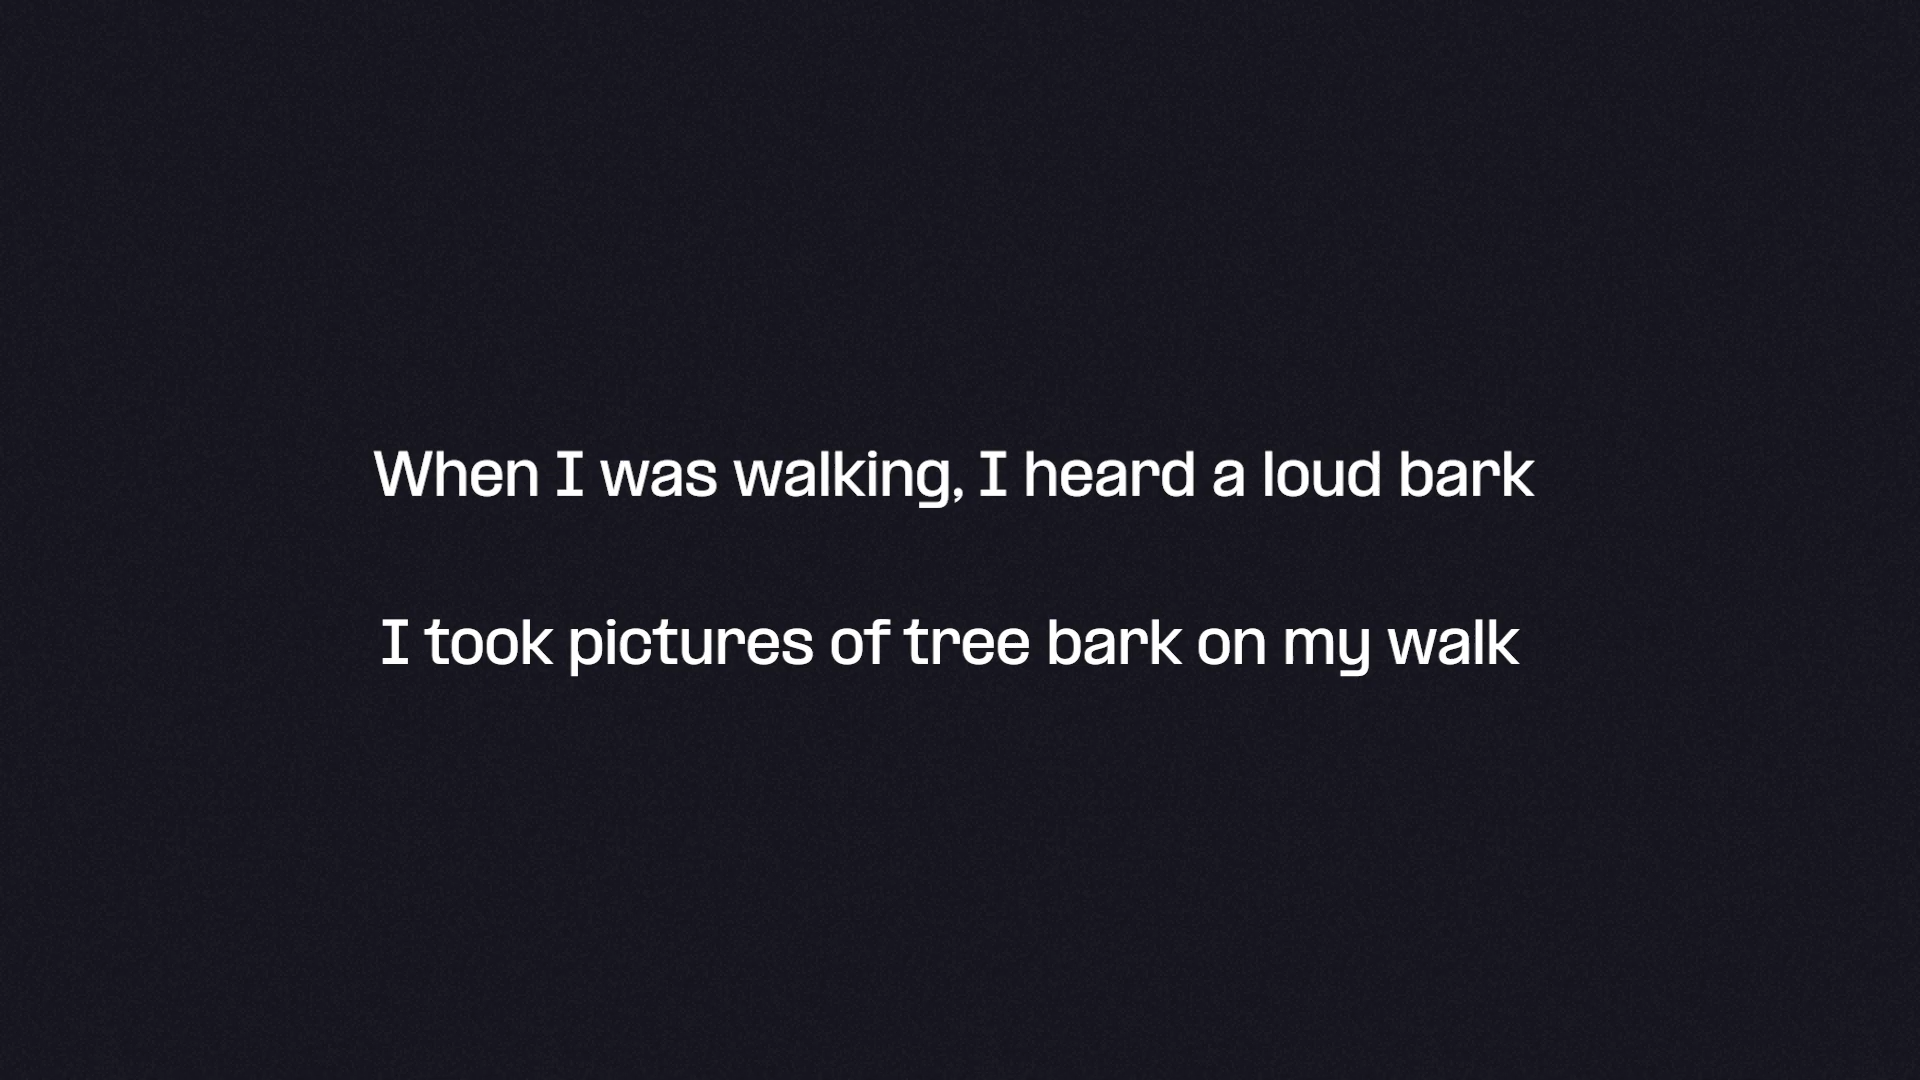 When I was walking, I heard a loud bark
I took pictures of tree bark on my walk